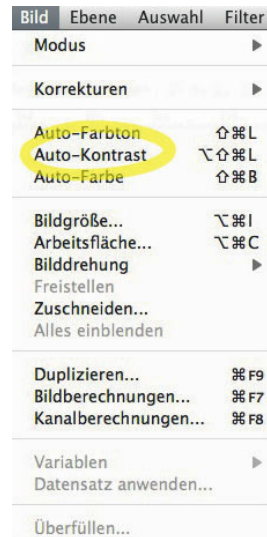 Bild Ebene Auswahl Filter
Modus ▶
Korrekturen ▶
Auto-Farbton ⇧⌘L
Auto-Kontrast ⌥⇧⌘L
Auto-Farbe ⇧⌘B
Bildgröße... ⌥⌘I
Arbeitsfläche... ⌥⌘C
Bilddrehung ▶
Freistellen
Zuschneiden...
Alles einblenden
Duplizieren... ⌘F9
Bildberechnungen... ⌘F7
Kanalberechnungen... ⌘F8
Variablen ▶
Datensatz anwenden...
Überfüllen...